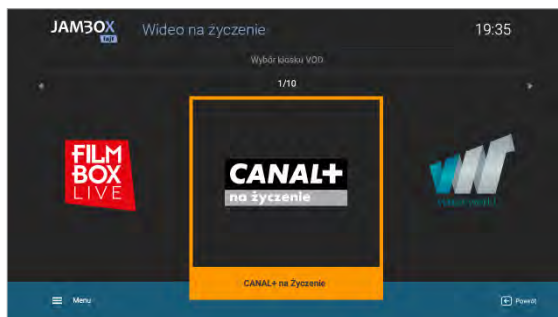 JAMBOX
lajt
Wideo na życzenie
19:35
Wybór kiosku VOD
1/10
FILM
BOX
LIVE
CANAL+
na życzenie
CANAL+ na Życzenie
Menu
Powrót